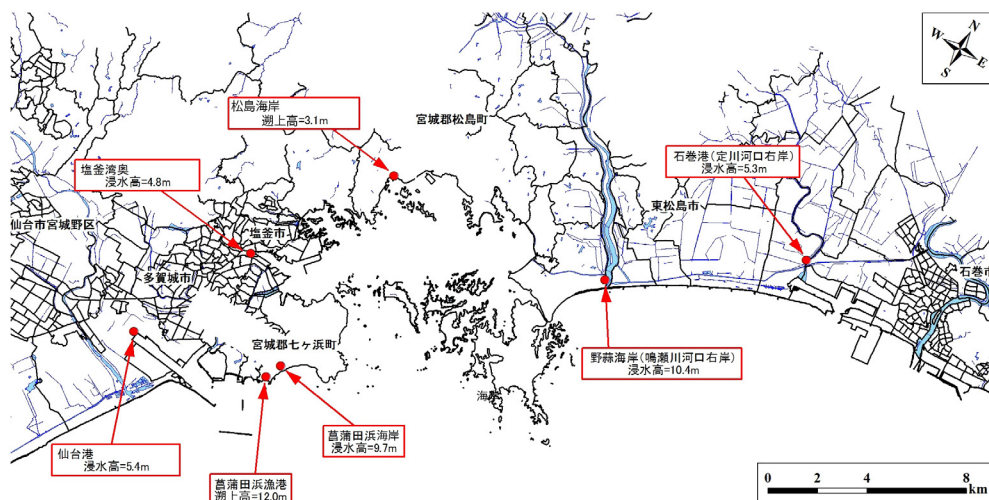 N
W
E
S
松島海岸
遡上高=3.1m
宮城郡松島町
石巻港(定川河口右岸)
浸水高=5.3m
塩釜湾奥
浸水高=4.8m
仙台市宮城野区
塩釜市
東松島市
多賀城市
石巻市
宮城郡七ヶ浜町
野蒜海岸(鳴瀬川河口右岸)
浸水高=10.4m
菖蒲田浜海岸
浸水高=9.7m
仙台港
浸水高=5.4m
菖蒲田浜漁港
遡上高=12.0m
0 2 4 8
km